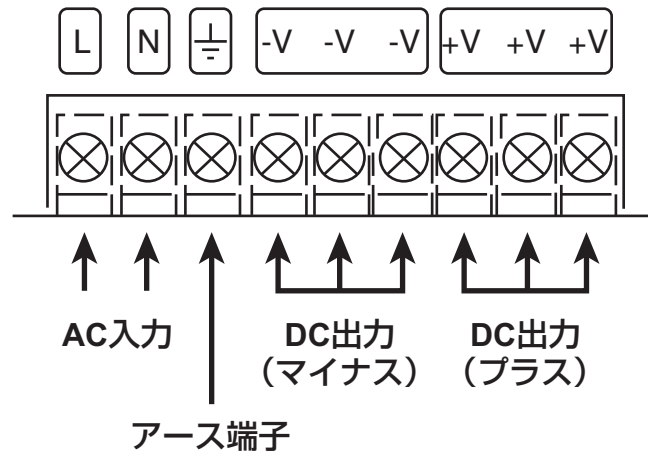 L N -V -V -V +V +V +V
AC入力
DC出力
（マイナス）
DC出力
（プラス）
アース端子